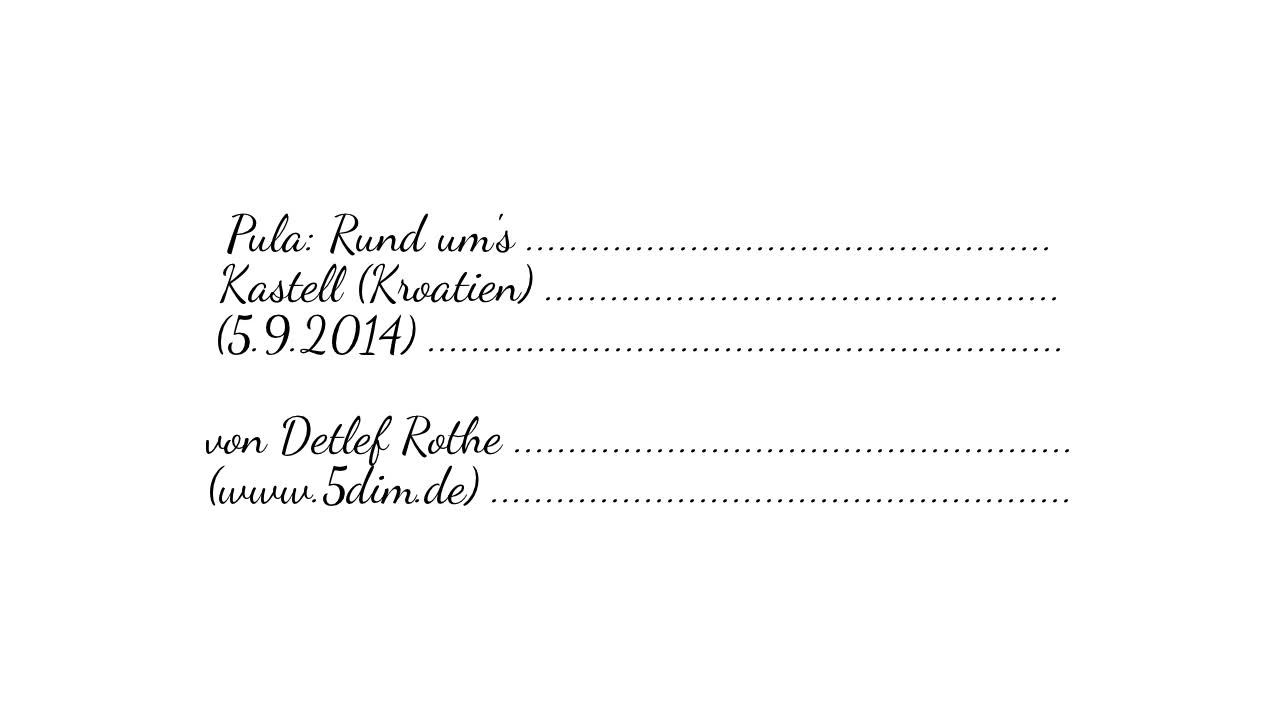 Pula: Rund um's ................................................
Kastell (Kroatien) ...............................................
(5.9.2014) ..........................................................
von Detlef Rothe ...................................................
(www.5dim.de) .....................................................